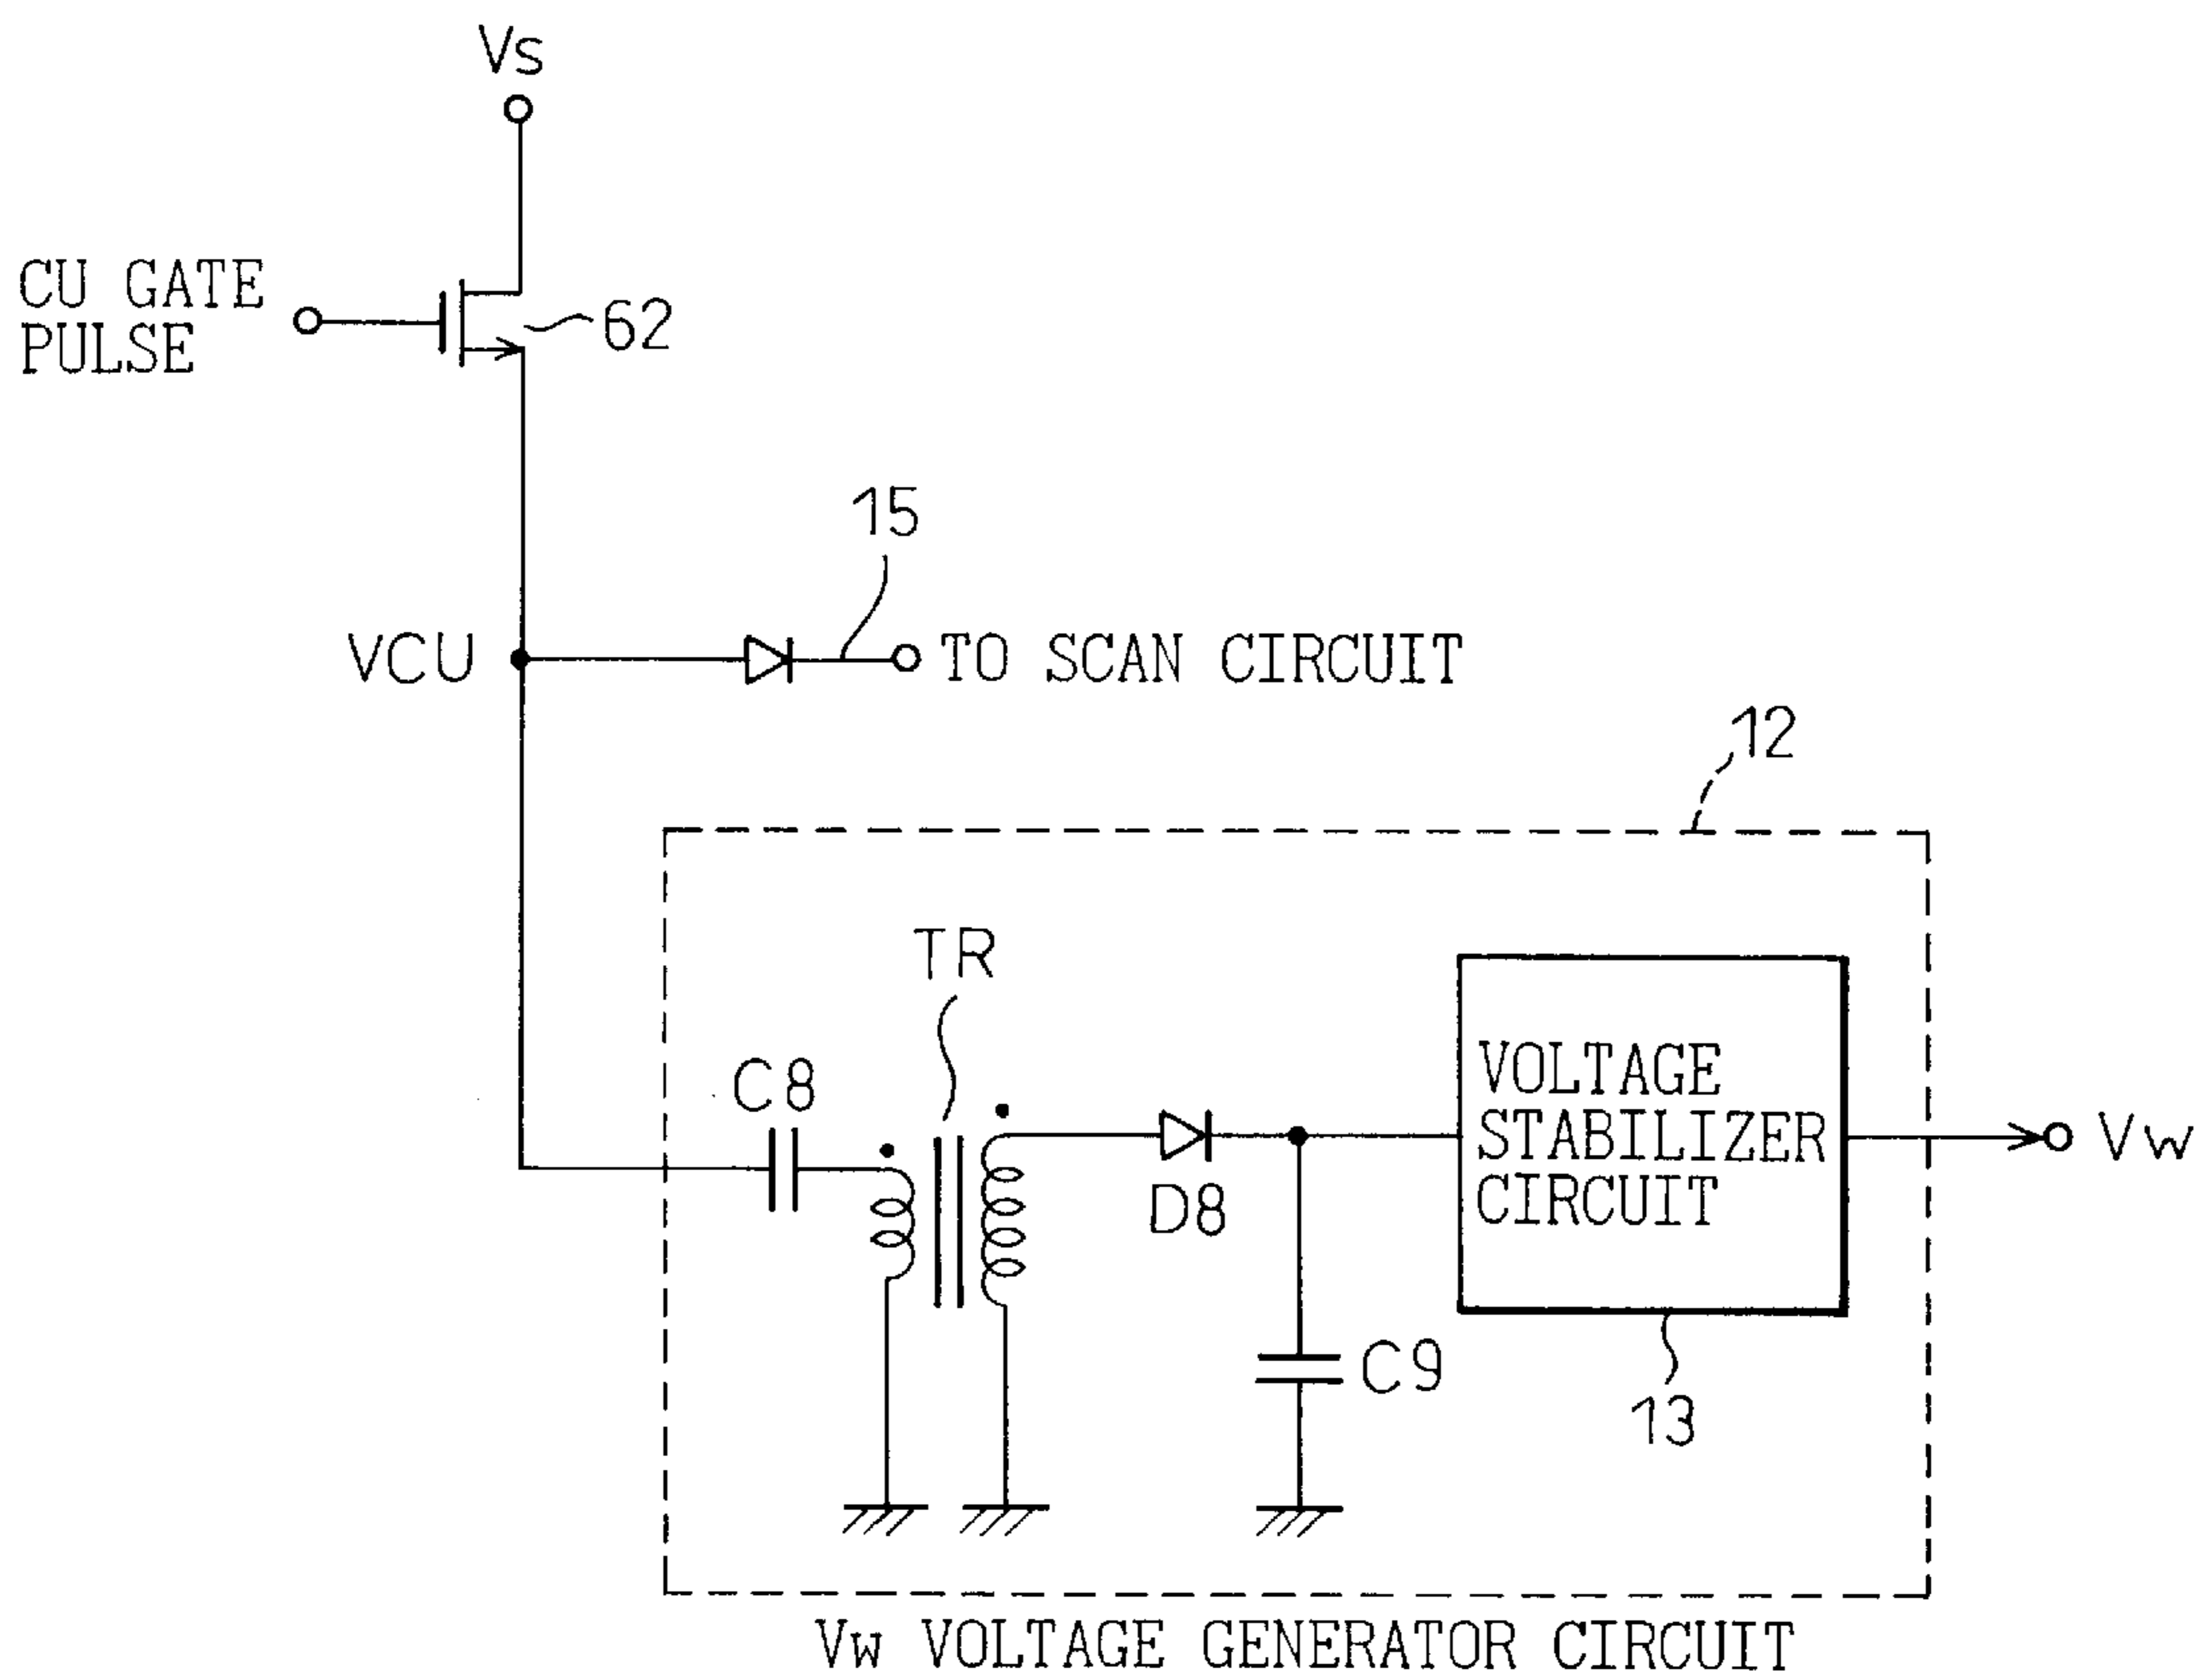 Vs
CU GATE
PULSE
62
15
VCU
TO SCAN CIRCUIT
12
TR
C8
VOLTAGE
STABILIZER
CIRCUIT
Vw
D8
C9
13
Vw VOLTAGE GENERATOR CIRCUIT